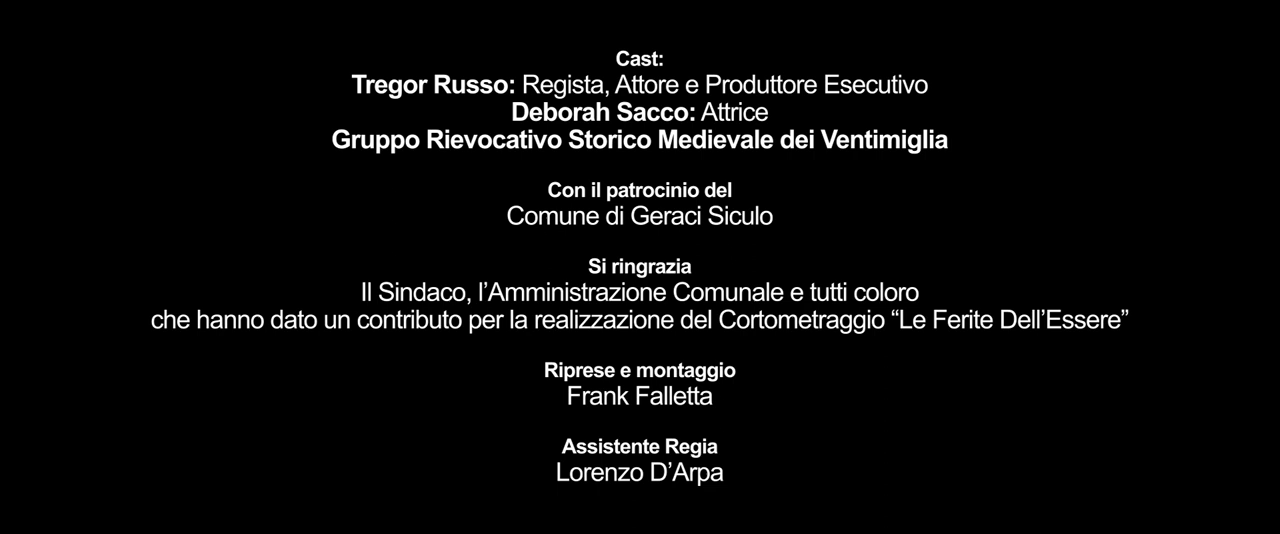 Cast:
Tregor Russo: Regista, Attore e Produttore Esecutivo
Deborah Sacco: Attrice
Gruppo Rievocativo Storico Medievale dei Ventimiglia
Con il patrocinio del
Comune di Geraci Siculo
Si ringrazia
Il Sindaco, l’Amministrazione Comunale e tutti coloro
che hanno dato un contributo per la realizzazione del Cortometraggio “Le Ferite Dell’Essere”
Riprese e montaggio
Frank Falletta
Assistente Regia
Lorenzo D’Arpa